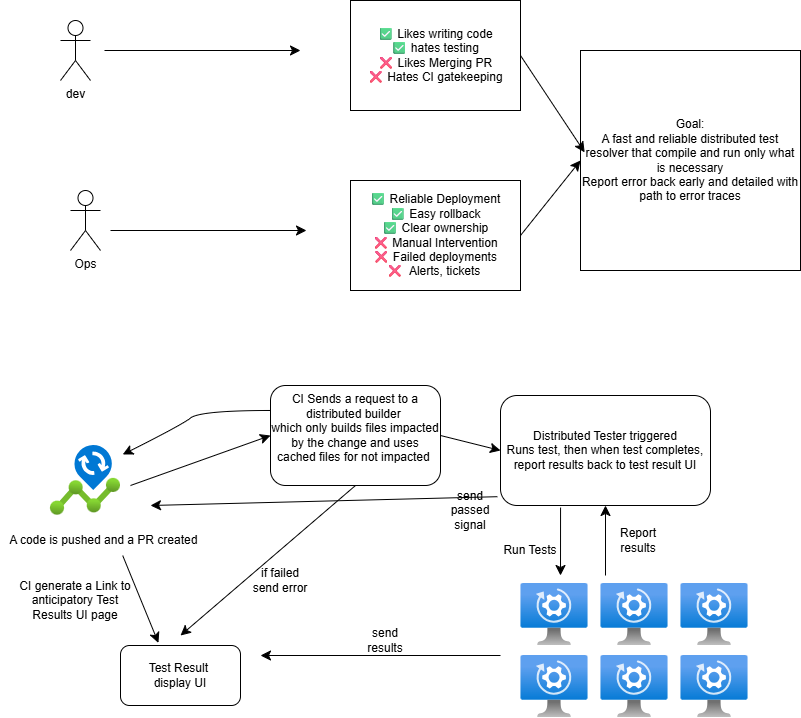 dev
✅ Likes writing code
✅ hates testing
❌ Likes Merging PR
❌ Hates CI gatekeeping
Goal:
A fast and reliable distributed test
resolver that compile and run only what
is necessary
Report error back early and detailed with
path to error traces
Ops
✅ Reliable Deployment
✅ Easy rollback
✅ Clear ownership
❌ Manual Intervention
❌ Failed deployments
❌ Alerts, tickets
CI Sends a request to a
distributed builder
which only builds files impacted
by the change and uses
cached files for not impacted
Distributed Tester triggered
Runs test, then when test completes,
report results back to test result UI
A code is pushed and a PR created
send
passed
signal
Run Tests
Report
results
CI generate a Link to
anticipatory Test
Results UI page
if failed
send error
send
results
Test Result
display UI